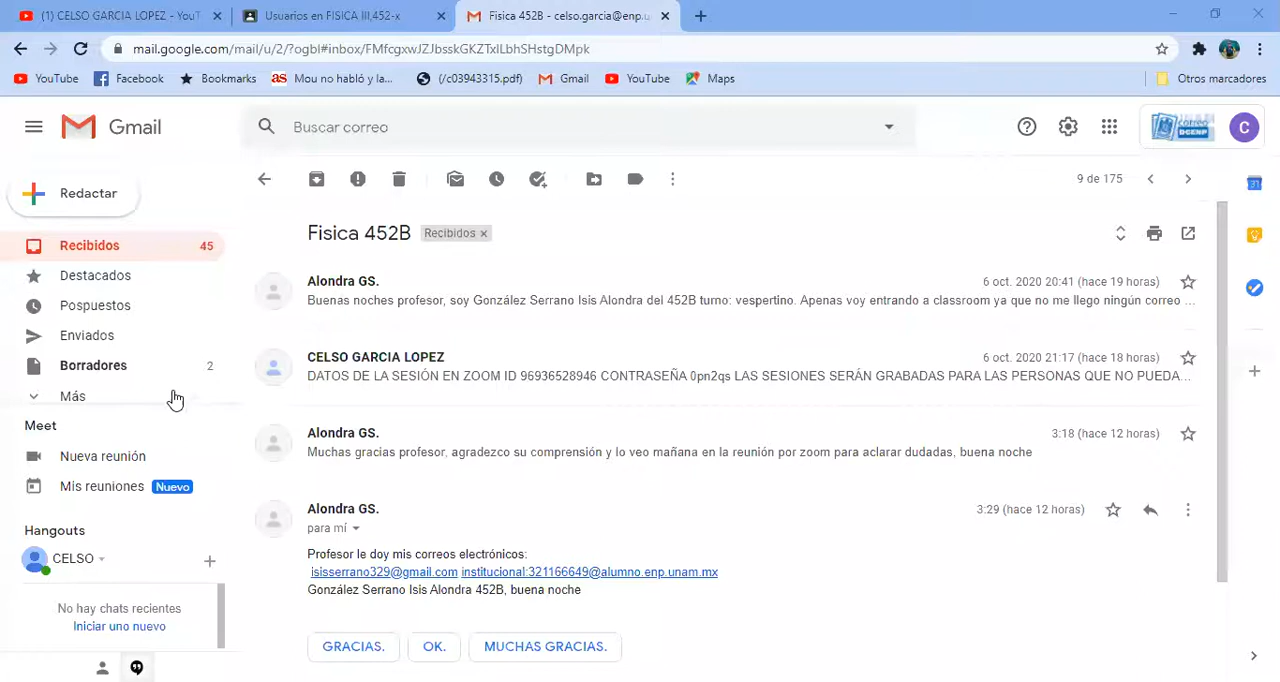 (1) CELSO GARCIA LOPEZ - YouT
Usuarios en FISICA III,452-x
Fisica 452B - celso.garcia@enp.u
mail.google.com/mail/u/2/?ogbl#inbox/FMfcgxwJZJbsskGKZTxlLbhSHstgDMpk
YouTube
Facebook
Bookmarks
as
Mou no habló y la...
(/c03943315.pdf)
Gmail
YouTube
Maps
Otros marcadores
Gmail
Buscar correo
correo
DGENP
C
Redactar
9 de 175
31
Recibidos 45
Destacados
Pospuestos
Enviados
Borradores 2
Más
Meet
Nueva reunión
Mis reuniones Nuevo
Hangouts
CELSO
No hay chats recientes
Iniciar uno nuevo
Fisica 452B Recibidos x
Alondra GS. 6 oct. 2020 20:41 (hace 19 horas)
Buenas noches profesor, soy González Serrano Isis Alondra del 452B turno: vespertino. Apenas voy entrando a classroom ya que no me llego ningún correo ...
CELSO GARCIA LOPEZ 6 oct. 2020 21:17 (hace 18 horas)
DATOS DE LA SESIÓN EN ZOOM ID 96936528946 CONTRASEÑA 0pn2qs LAS SESIONES SERÁN GRABADAS PARA LAS PERSONAS QUE NO PUEDA...
Alondra GS. 3:18 (hace 12 horas)
Muchas gracias profesor, agradezco su comprensión y lo veo mañana en la reunión por zoom para aclarar dudadas, buena noche
Alondra GS. 3:29 (hace 12 horas)
para mí
Profesor le doy mis correos electrónicos:
isisserrano329@gmail.com institucional:321166649@alumno.enp.unam.mx
González Serrano Isis Alondra 452B, buena noche
GRACIAS.
OK.
MUCHAS GRACIAS.